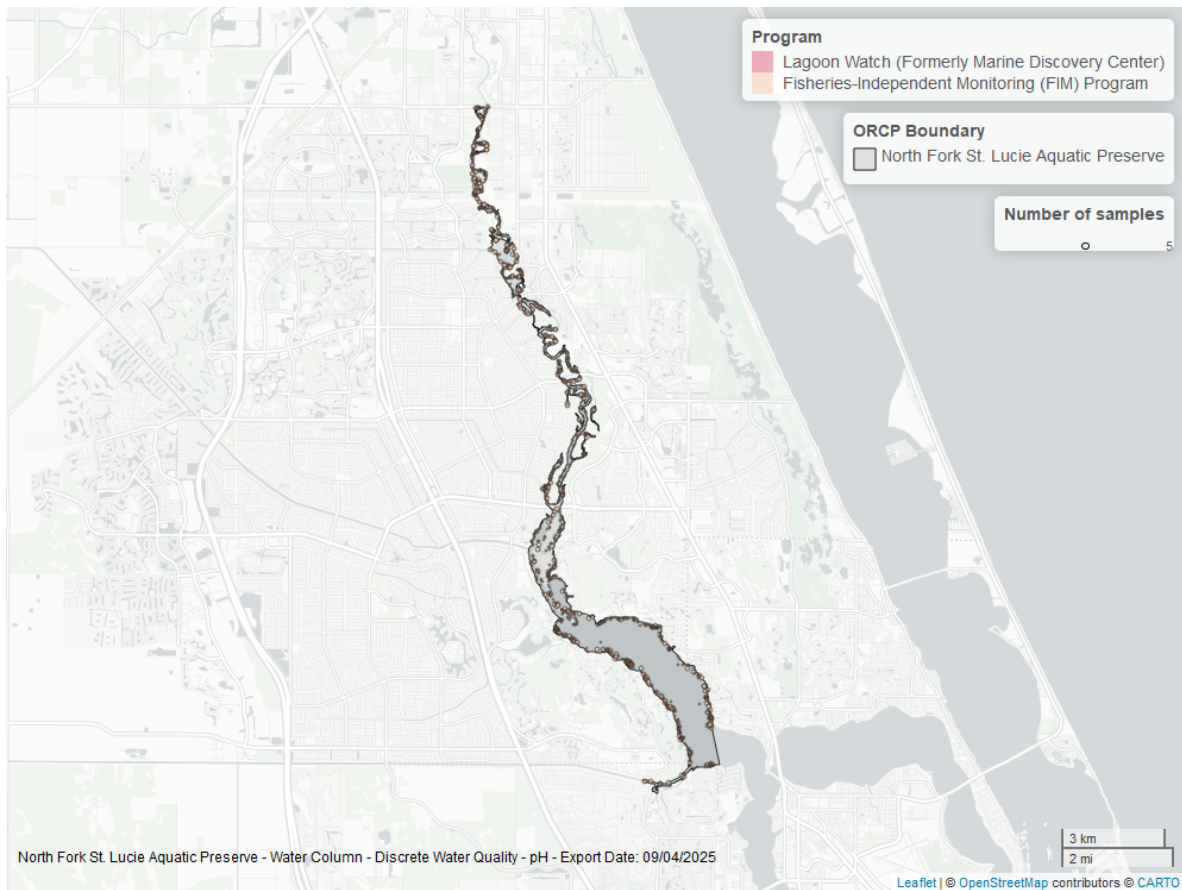 Program
Lagoon Watch (Formerly Marine Discovery Center)
Fisheries-Independent Monitoring (FIM) Program
ORCP Boundary
North Fork St. Lucie Aquatic Preserve
Number of samples
5
3 km
2 mi
North Fork St. Lucie Aquatic Preserve - Water Column - Discrete Water Quality - pH - Export Date: 09/04/2025
Leaflet | © OpenStreetMap contributors © CARTO